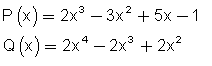 P(x) = 2x³ − 3x² + 5x − 1
Q(x) = 2x⁴ − 2x³ + 2x²